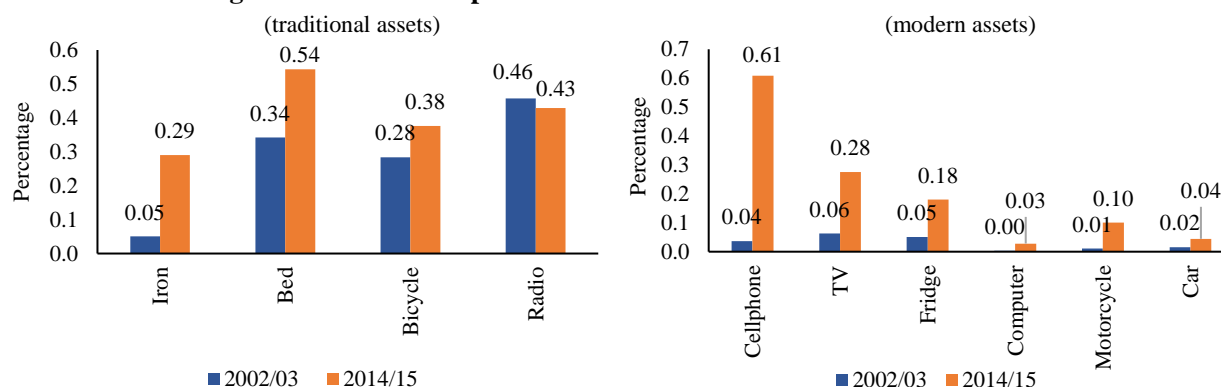 (traditional assets)
Percentage
0.6
0.5
0.4
0.3
0.2
0.1
0.0
0.05
0.29
0.34
0.54
0.28
0.38
0.46
0.43
Iron
Bed
Bicycle
Radio
2002/03 2014/15
(modern assets)
Percentage
0.7
0.6
0.5
0.4
0.3
0.2
0.1
0.0
0.04
0.61
0.06
0.28
0.05
0.18
0.00
0.03
0.01
0.10
0.02
0.04
Cellphone
TV
Fridge
Computer
Motorcycle
Car
2002/03 2014/15